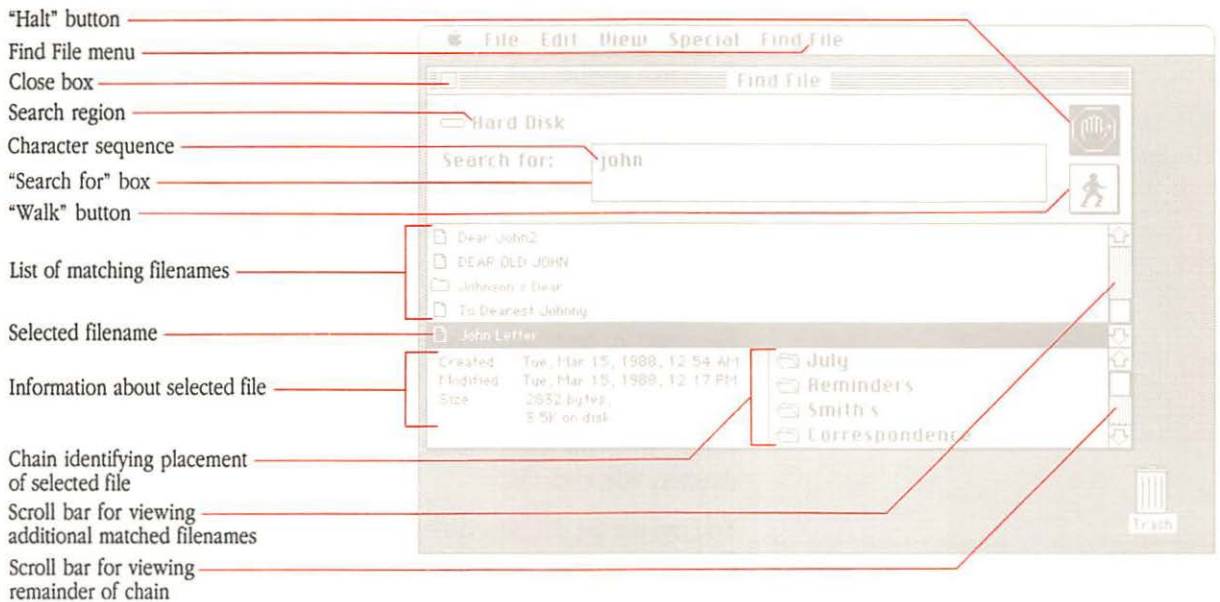 “Halt” button
Find File menu
Close box
Search region
Character sequence
“Search for” box
“Walk” button
List of matching filenames
Selected filename
Information about selected file
Chain identifying placement
of selected file
Scroll bar for viewing
additional matched filenames
Scroll bar for viewing
remainder of chain
File Edit View Special Find File
Find File
Hard Disk
Search for: john
Dear John2
DEAR OLD JOHN
Johnson's Dear
To Dearest Johnny
John Letter
Created Tue, Mar 15, 1988, 12:54 AM
Modified Tue, Mar 15, 1988, 12:17 PM
Size 2832 bytes,
3.5K on disk
July
Reminders
Smith's
Correspondence
Trash